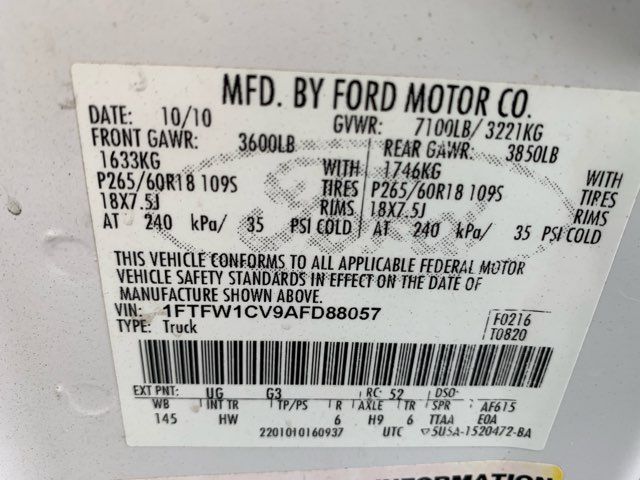 MFD. BY FORD MOTOR CO.
DATE: 10/10 GVWR: 7100LB/ 3221KG
FRONT GAWR: 3600LB REAR GAWR: 3850LB
1633KG WITH 1746KG WITH
P265/60R18 109S TIRES P265/60R18 109S TIRES
18X7.5J RIMS 18X7.5J RIMS
AT 240 kPa/ 35 PSI COLD AT 240 kPa/ 35 PSI COLD
THIS VEHICLE CONFORMS TO ALL APPLICABLE FEDERAL MOTOR
VEHICLE SAFETY STANDARDS IN EFFECT ON THE DATE OF
MANUFACTURE SHOWN ABOVE.
VIN: 1FTFW1CV9AFD88057 F0216
TYPE: Truck T0820
EXT PNT: UG G3 RC: 52 DSO:
WB INT TR TP/PS R AXLE TR SPR AF615
145 HW 6 H9 6 TTAA E0A
2201010160937 UTC ▽5U5A-1520472-BA
INFORMATION